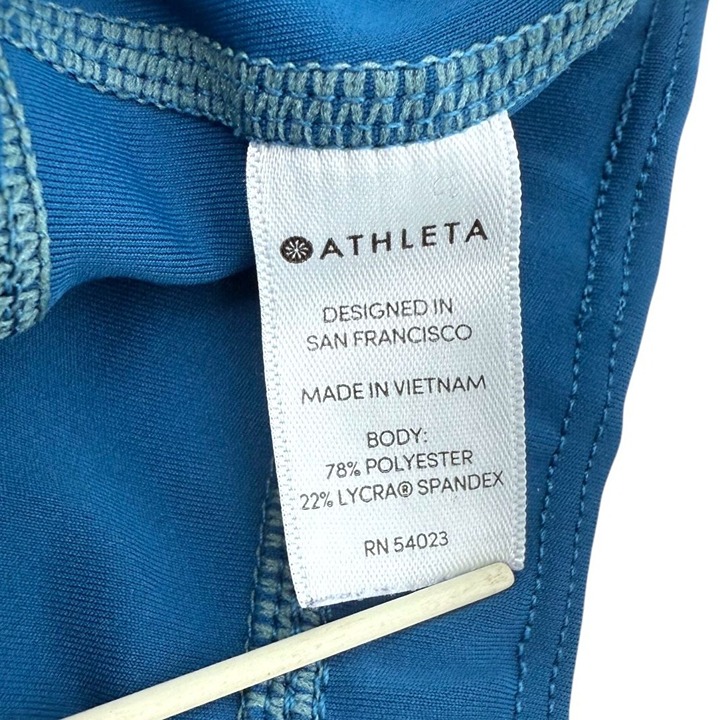 ATHLETA
DESIGNED IN
SAN FRANCISCO
MADE IN VIETNAM
BODY:
78% POLYESTER
22% LYCRA® SPANDEX
RN 54023